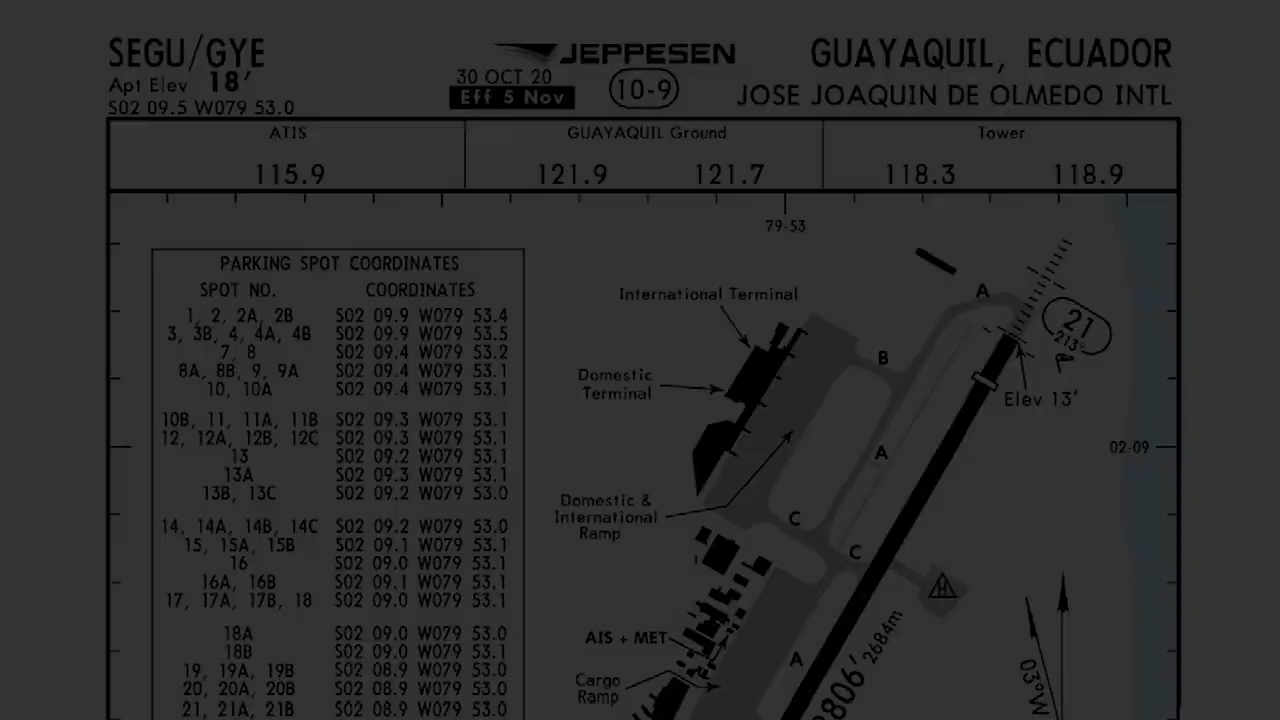 SEGU/GYE
Apt Elev 18'
S02 09.5 W079 53.0
JEPPESEN
30 OCT 20
Eff 5 Nov
10-9
GUAYAQUIL, ECUADOR
JOSE JOAQUIN DE OLMEDO INTL
ATIS
115.9
GUAYAQUIL Ground
121.9 121.7
Tower
118.3 118.9
79-53
PARKING SPOT COORDINATES
SPOT NO. COORDINATES
1, 2, 2A, 2B S02 09.9 W079 53.4
3, 3B, 4, 4A, 4B S02 09.9 W079 53.5
7, 8 S02 09.4 W079 53.2
8A, 8B, 9, 9A S02 09.4 W079 53.1
10, 10A S02 09.4 W079 53.1
10B, 11, 11A, 11B S02 09.3 W079 53.1
12, 12A, 12B, 12C S02 09.3 W079 53.1
13 S02 09.2 W079 53.1
13A S02 09.3 W079 53.1
13B, 13C S02 09.2 W079 53.0
14, 14A, 14B, 14C S02 09.2 W079 53.0
15, 15A, 15B S02 09.1 W079 53.1
16 S02 09.0 W079 53.1
16A, 16B S02 09.1 W079 53.1
17, 17A, 17B, 18 S02 09.0 W079 53.1
18A S02 09.0 W079 53.0
18B S02 09.0 W079 53.1
19, 19A, 19B S02 08.9 W079 53.0
20, 20A, 20B S02 08.9 W079 53.0
21, 21A, 21B S02 08.9 W079 53.0
International Terminal
Domestic
Terminal
Domestic &
International
Ramp
AIS + MET
Cargo
Ramp
A
B
A
C
C
A
H
21
213°
Elev 13'
02-09
8806' 2684m
03°W